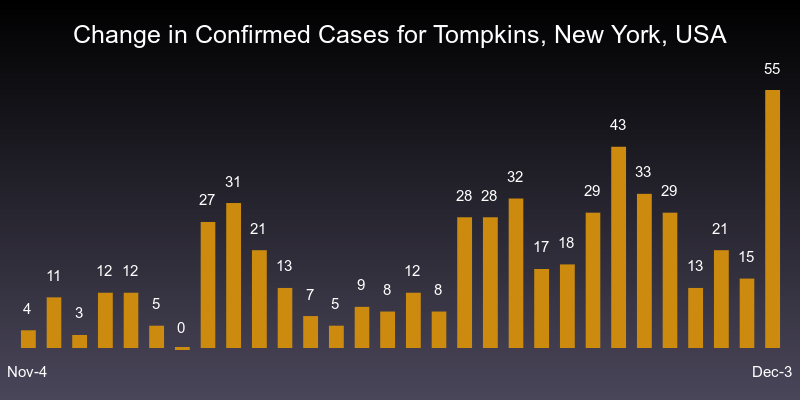 Change in Confirmed Cases for Tompkins, New York, USA
4 11 3 12 12 5 0 27 31 21 13 7 5 9 8 12 8 28 28 32 17 18 29 43 33 29 13 21 15 55
Nov-4 Dec-3